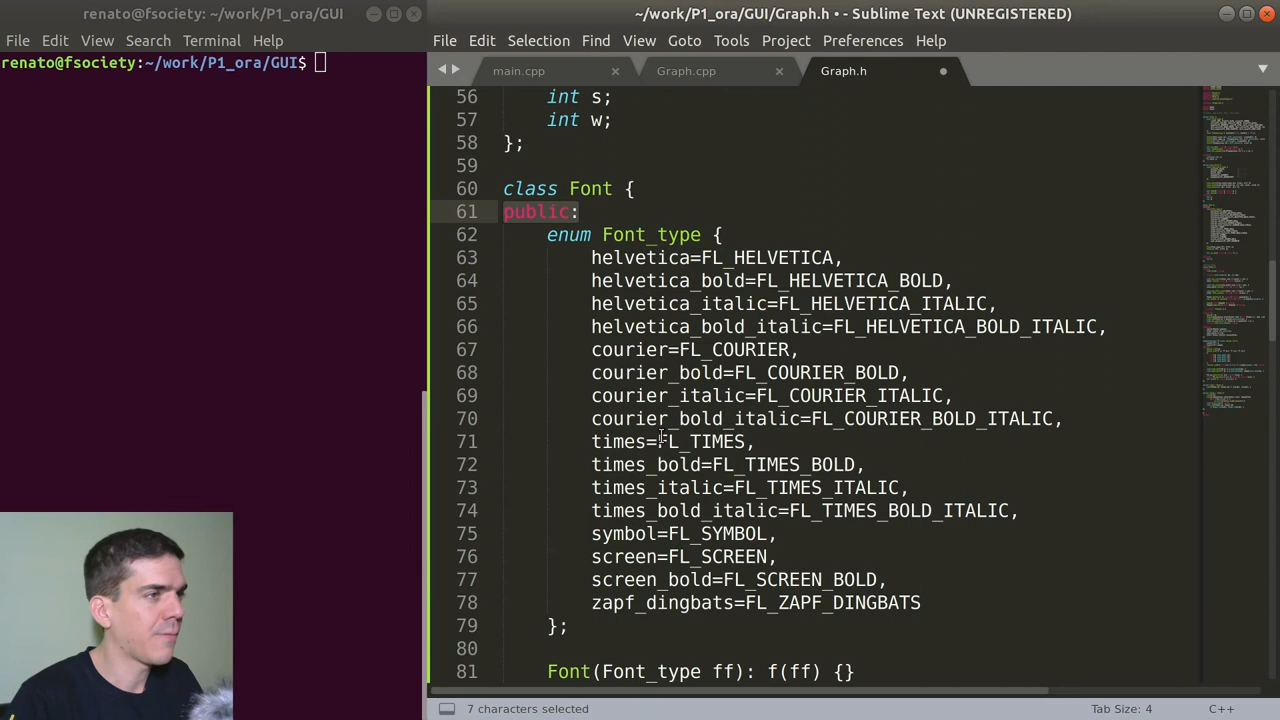 renato@fsociety: ~/work/P1_ora/GUI
File Edit View Search Terminal Help
renato@fsociety:~/work/P1_ora/GUI$
~/work/P1_ora/GUI/Graph.h • - Sublime Text (UNREGISTERED)
File Edit Selection Find View Goto Tools Project Preferences Help
main.cpp Graph.cpp Graph.h
56 int s;
57 int w;
58 };
59
60 class Font {
61 public:
62 enum Font_type {
63 helvetica=FL_HELVETICA,
64 helvetica_bold=FL_HELVETICA_BOLD,
65 helvetica_italic=FL_HELVETICA_ITALIC,
66 helvetica_bold_italic=FL_HELVETICA_BOLD_ITALIC,
67 courier=FL_COURIER,
68 courier_bold=FL_COURIER_BOLD,
69 courier_italic=FL_COURIER_ITALIC,
70 courier_bold_italic=FL_COURIER_BOLD_ITALIC,
71 times=FL_TIMES,
72 times_bold=FL_TIMES_BOLD,
73 times_italic=FL_TIMES_ITALIC,
74 times_bold_italic=FL_TIMES_BOLD_ITALIC,
75 symbol=FL_SYMBOL,
76 screen=FL_SCREEN,
77 screen_bold=FL_SCREEN_BOLD,
78 zapf_dingbats=FL_ZAPF_DINGBATS
79 };
80
81 Font(Font_type ff): f(ff) {}
7 characters selected Tab Size: 4 C++